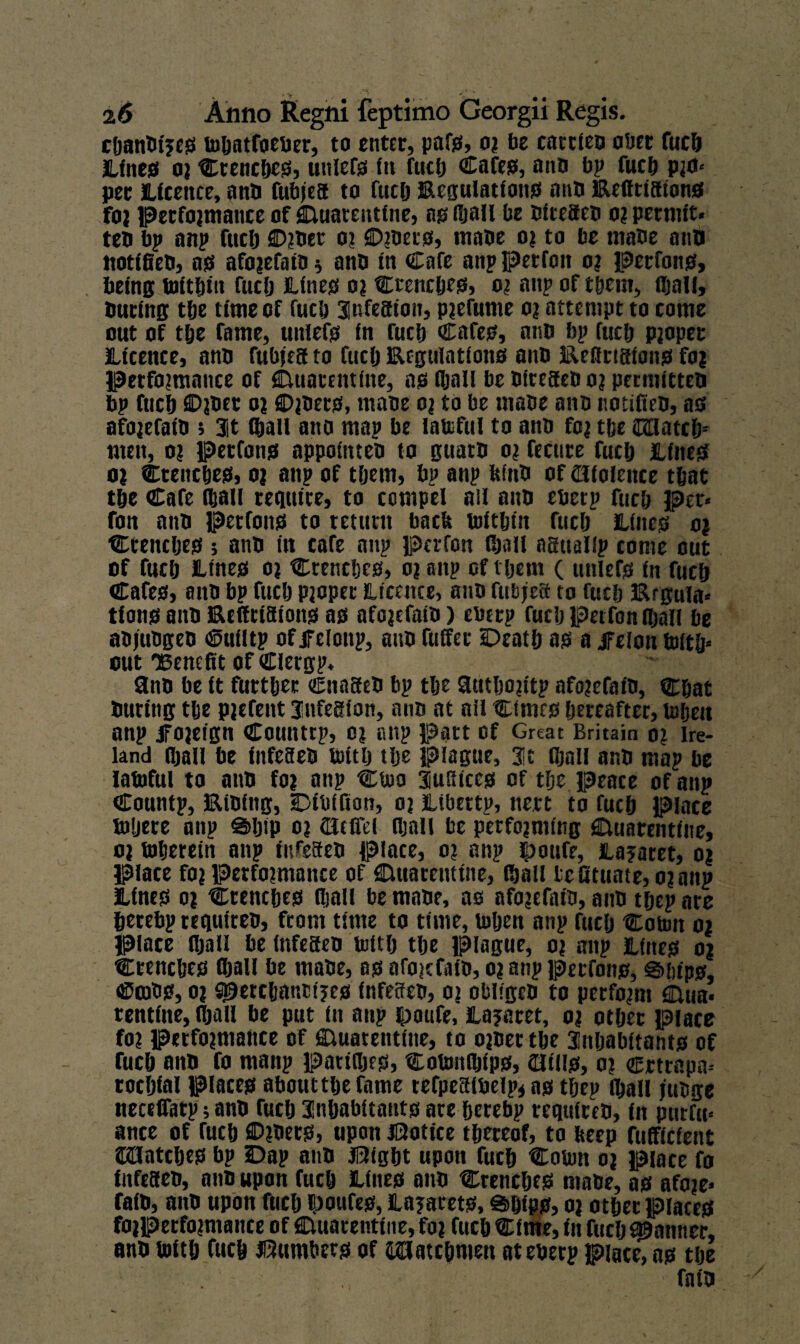 26 Anno Regni septimo Georgii Regis.
chandizes whatsoever, to enter, pass, or be carried over such
Lines or Trenches, unless in such Cases, and by such pro-
per Licence, and subject to such Regulations and Restrictions
for Performance of Quarentine, as shall be directed or permit-
ted by any such Order or Orders, made or to be made and
notified, as aforesaid; and in Case any Person or Persons,
being within such Lines or Trenches, or any of them, shall,
during the time of such Infection, presume or attempt to come
out of the same, unless in such Cases, and by such proper
Licence, and subject to such Regulations and Restrictions for
Performance of Quarentine, as shall be directed or permitted
by such Order or Orders, made or to be made and notified, as
aforesaid; It shall and may be lawful to and for the Watch-
men, or Persons appointed to guard or secure such Lines
or Trenches, or any of them, by any kind of Violence that
the Case shall require, to compel all and every such Per-
son and Persons to return back within such Lines or
Trenches; and in case any Person shall actually come out
of such Lines or Trenches, or any of them ( unless in such
Cases, and by such proper Licence, and subject to such Regula-
tions and Restrictions as aforesaid ) every such Person shall be
adjudged Guilty of Felony, and suffer Death as a Felon with-
out Benefit of Clergy.
And be it further Enacted by the Authority aforesaid, That
during the present Infection, and at all Times hereafter, when
any Foreign Country, or any Part of Great Britain or Ire-
land shall be infected with the Plague, It shall and may be
lawful to and for any Two Justices of the Peace of any
County, Riding, Division, or Liberty, next to such Place
where any Ship or Vessel shall be performing Quarentine,
or wherein any infected Place, or any House, Lazaret, or
Place for Performance of Quarentine, shall be situate, or any
Lines or Trenches shall be made, as aforesaid, and they are
hereby required, from time to time, when any such Town or
Place shall be infected with the Plague, or any Lines or
Trenches shall be made, as aforesaid, or any Persons, Ships,
Goods, or Merchandizes infected, or obliged to perform Qua-
rentine, shall be put in any House, Lazaret, or other Place
for Performance of Quarentine, to order the Inhabitants of
such and so many Parishes, Townships, Vills, or Extrapa-
rochial Places about the same respectively, as they shall judge
necessary; and such Inhabitants are hereby required, in pursu-
ance of such Orders, upon Notice thereof, to keep sufficient
Watches by Day and Night upon such Town or Place so
infected, and upon such Lines and Trenches made, as afore-
said, and upon such Houses, Lazarets, Ships, or other Places
for Performance of Quarentine, for such Time, in such Manner,
and with such Numbers of Watchmen at every Place, as the
said